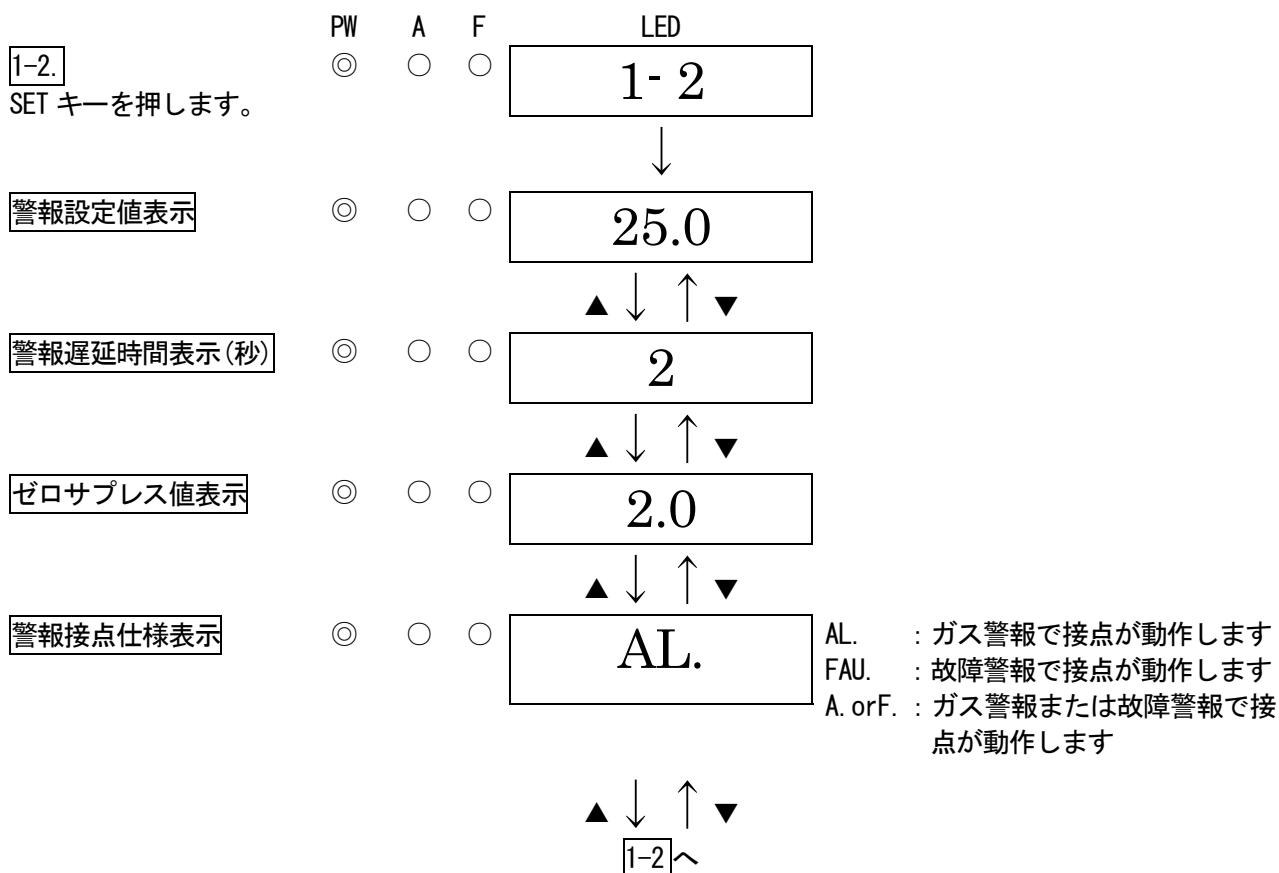 PW A F LED
1-2. ◎ ○ ○ 1- 2
SET キーを押します。
↓
警報設定値表示 ◎ ○ ○ 25.0
▲ ↓ ↑ ▼
警報遅延時間表示(秒) ◎ ○ ○ 2
▲ ↓ ↑ ▼
ゼロサプレス値表示 ◎ ○ ○ 2.0
▲ ↓ ↑ ▼
警報接点仕様表示 ◎ ○ ○ AL.
AL. :ガス警報で接点が動作します
FAU. :故障警報で接点が動作します
A.orF. :ガス警報または故障警報で接
点が動作します
▲ ↓ ↑ ▼
1-2へ